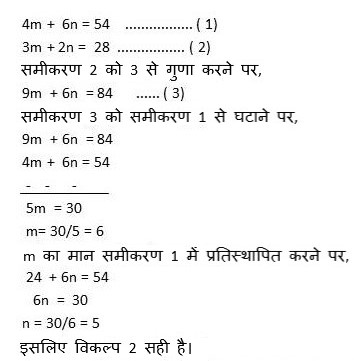 4m + 6n = 54 ................. ( 1)
3m + 2n = 28 ................. ( 2)
समीकरण 2 को 3 से गुणा करने पर,
9m + 6n = 84 ...... ( 3)
समीकरण 3 को समीकरण 1 से घटाने पर,
9m + 6n = 84
4m + 6n = 54
- - -
5m = 30
m= 30/5 = 6
m का मान समीकरण 1 में प्रतिस्थापित करने पर,
24 + 6n = 54
6n = 30
n = 30/6 = 5
इसलिए विकल्प 2 सही है।